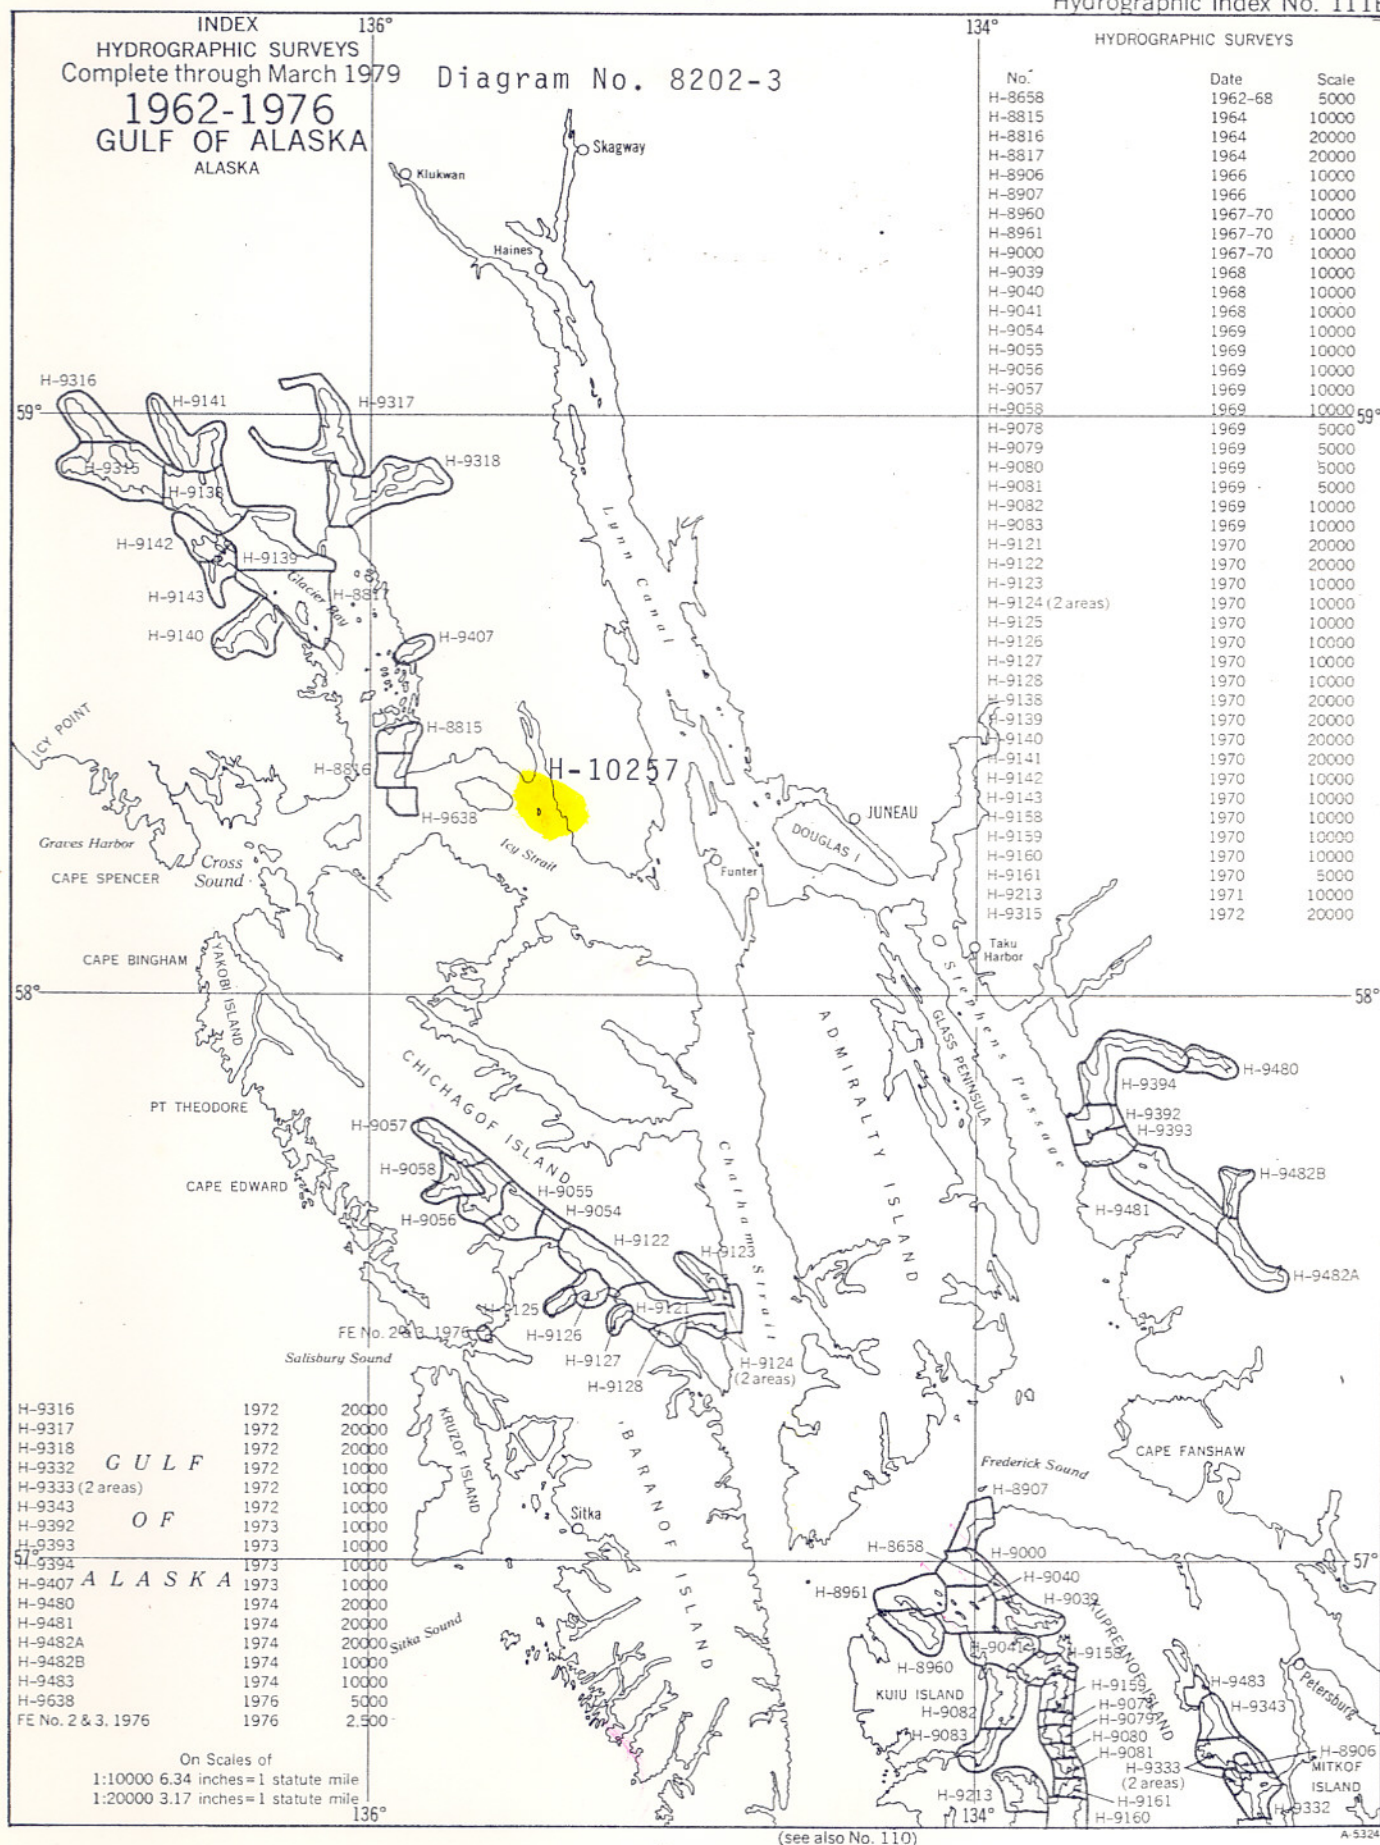 Hydrographic Index No. 111E
INDEX
HYDROGRAPHIC SURVEYS
Complete through March 1979
1962-1976
GULF OF ALASKA
ALASKA
136°
Diagram No. 8202-3
134°
HYDROGRAPHIC SURVEYS
No. Date Scale
H-8658 1962-68 5000
H-8815 1964 10000
H-8816 1964 20000
H-8817 1964 20000
H-8906 1966 10000
H-8907 1966 10000
H-8960 1967-70 10000
H-8961 1967-70 10000
H-9000 1967-70 10000
H-9039 1968 10000
H-9040 1968 10000
H-9041 1968 10000
H-9054 1969 10000
H-9055 1969 10000
H-9056 1969 10000
H-9057 1969 10000
H-9058 1969 10000
H-9078 1969 5000
H-9079 1969 5000
H-9080 1969 5000
H-9081 1969 5000
H-9082 1969 10000
H-9083 1969 10000
H-9121 1970 20000
H-9122 1970 20000
H-9123 1970 10000
H-9124 (2 areas) 1970 10000
H-9125 1970 10000
H-9126 1970 10000
H-9127 1970 10000
H-9128 1970 10000
H-9138 1970 20000
H-9139 1970 20000
H-9140 1970 20000
H-9141 1970 20000
H-9142 1970 10000
H-9143 1970 10000
H-9158 1970 10000
H-9159 1970 10000
H-9160 1970 10000
H-9161 1970 5000
H-9213 1971 10000
H-9315 1972 20000
Skagway
Klukwan
Haines
H-9316
H-9141
H-9317
59°
59°
H-9315
H-9318
H-9138
Lynn Canal
H-9142
H-9139
Glacier Bay
H-9143
H-8817
H-9140
H-9407
ICY POINT
H-8815
H-8816
H-10257
H-9638
JUNEAU
DOUGLAS I
Graves Harbor
Cross
Sound
Icy Strait
CAPE SPENCER
Funter
Taku
Harbor
CAPE BINGHAM
YAKOBI ISLAND
58°
58°
Stephens Passage
GLASS PENINSULA
ADMIRALTY ISLAND
CHICHAGOF ISLAND
H-9480
H-9394
PT THEODORE
H-9392
H-9393
H-9057
Chatham Strait
H-9058
H-9482B
CAPE EDWARD
H-9055
H-9054
H-9056
H-9481
H-9122
H-9123
H-9482A
H-9125
H-9121
FE No. 2 & 3, 1976
H-9126
Salisbury Sound
H-9127
H-9124
(2 areas)
H-9128
H-9316 1972 20000
H-9317 1972 20000
H-9318 1972 20000
H-9332 1972 10000
H-9333 (2 areas) 1972 10000
H-9343 1972 10000
H-9392 1973 10000
H-9393 1973 10000
H-9394 1973 10000
H-9407 1973 10000
H-9480 1974 20000
H-9481 1974 20000
H-9482A 1974 20000
H-9482B 1974 10000
H-9483 1974 10000
H-9638 1976 5000
FE No. 2 & 3, 1976 1976 2,500
GULF
OF
ALASKA
KRUZOF ISLAND
BARANOF ISLAND
Sitka
CAPE FANSHAW
Frederick Sound
H-8907
57°
57°
H-8658
H-9000
H-9040
H-8961
H-9039
KUPREANOF ISLAND
Sitka Sound
H-9041
H-9158
H-8960
KUIU ISLAND
H-9159
H-9483
Petersburg
H-9082
H-9078
H-9343
H-9079
H-9083
H-9080
H-9081
H-8906
H-9333
(2 areas)
MITKOF
ISLAND
H-9213
H-9161
H-9332
H-9160
On Scales of
1:10000 6.34 inches=1 statute mile
1:20000 3.17 inches=1 statute mile
136°
134°
(see also No. 110)
A-5324